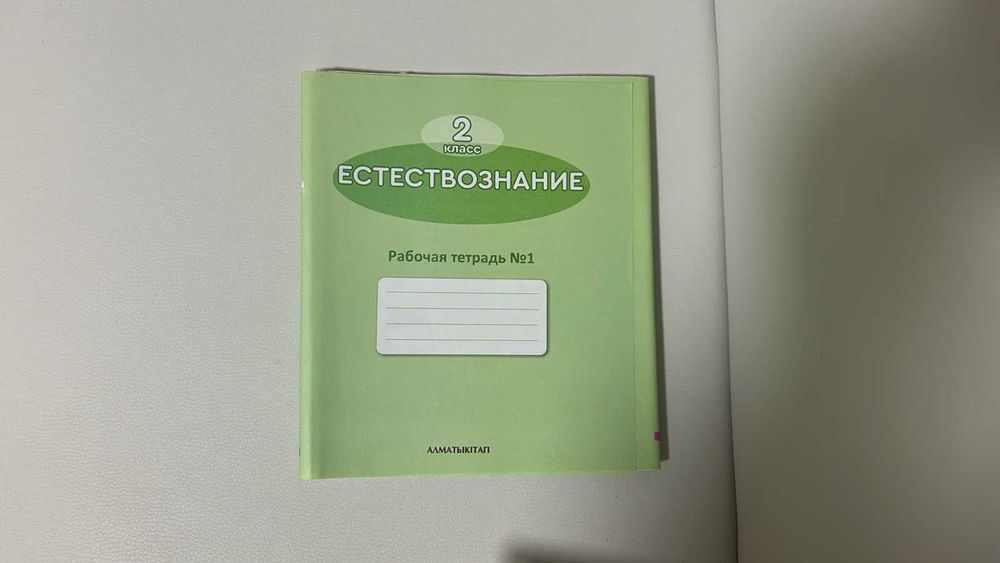 2
класс
ЕСТЕСТВОЗНАНИЕ
Рабочая тетрадь №1
АЛМАТЫКІТАП